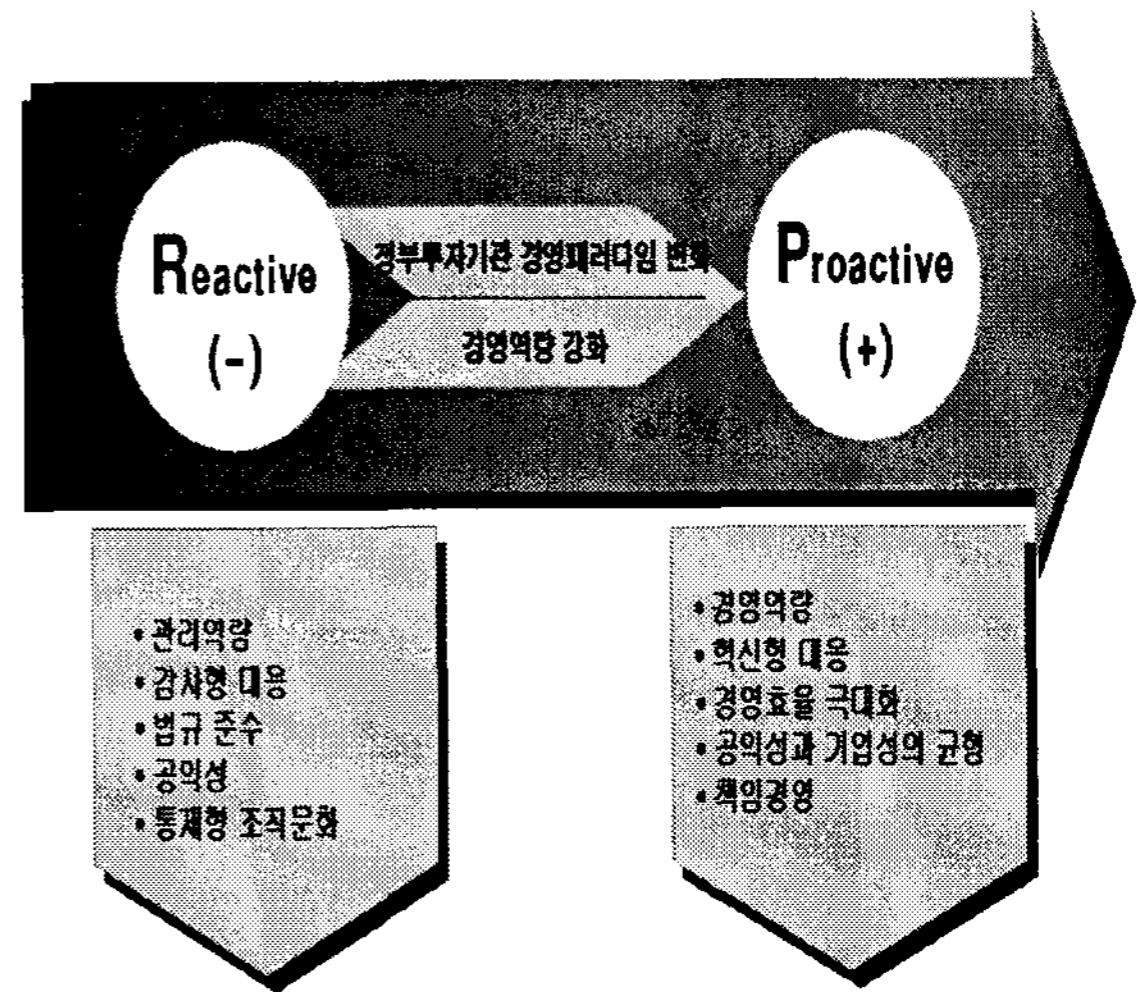 Reactive
(-)
정부투자기관 경영패러다임 변화
경영역량 강화
Proactive
(+)
• 관리역량
• 감사형 대응
• 법규 준수
• 공익성
• 통제형 조직문화
• 경영역량
• 혁신형 대응
• 경영효율 극대화
• 공익성과 기업성의 균형
• 책임경영